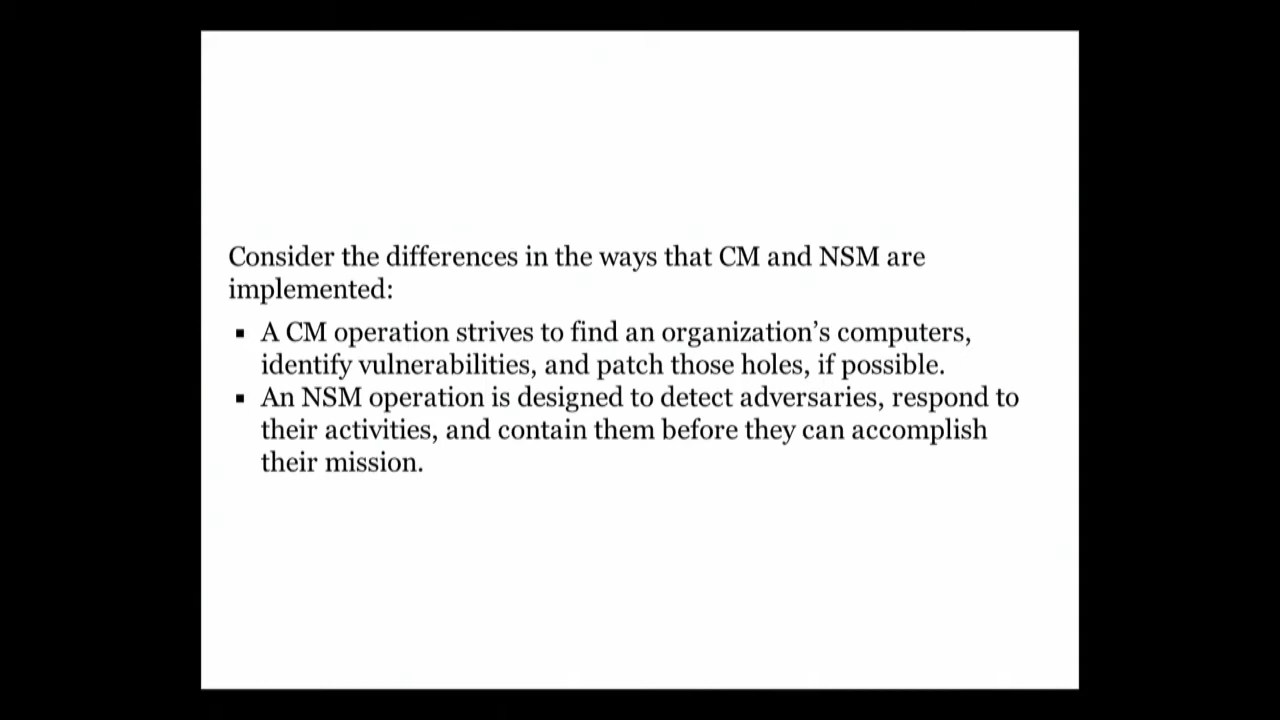 Consider the differences in the ways that CM and NSM are
implemented:
▪ A CM operation strives to find an organization’s computers,
identify vulnerabilities, and patch those holes, if possible.
▪ An NSM operation is designed to detect adversaries, respond to
their activities, and contain them before they can accomplish
their mission.